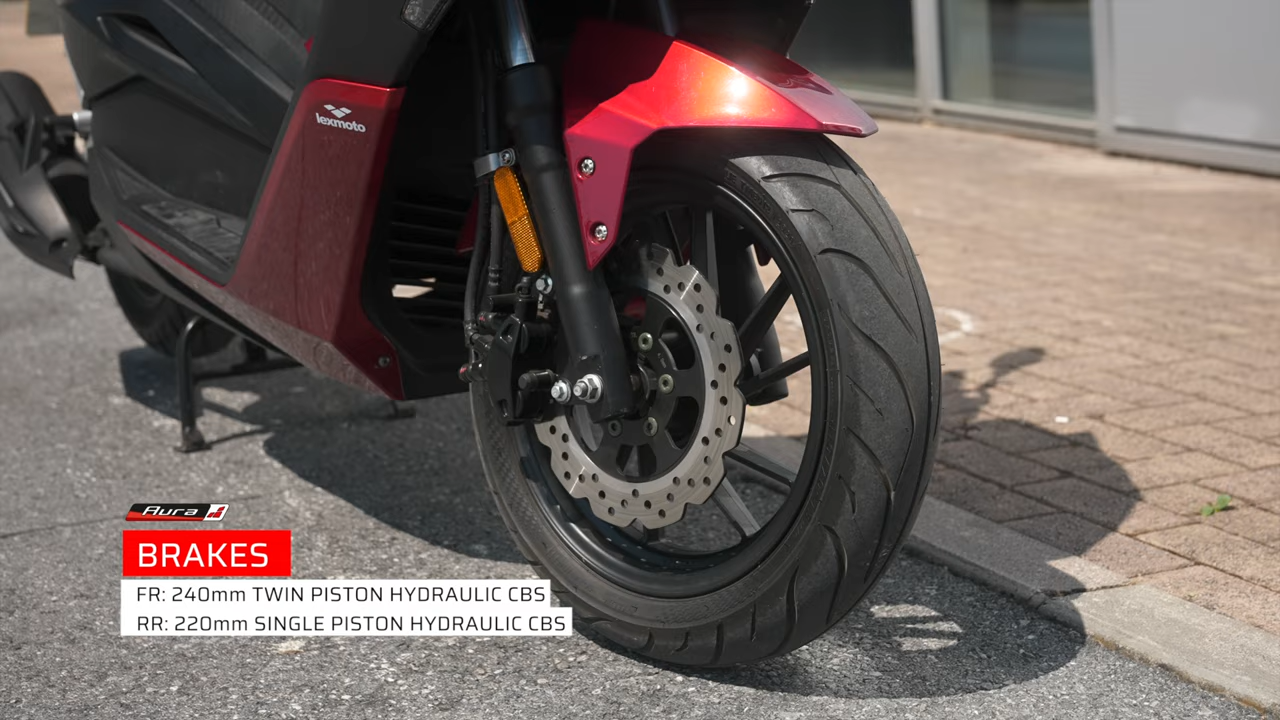 lexmoto
Aura
BRAKES
FR: 240mm TWIN PISTON HYDRAULIC CBS
RR: 220mm SINGLE PISTON HYDRAULIC CBS